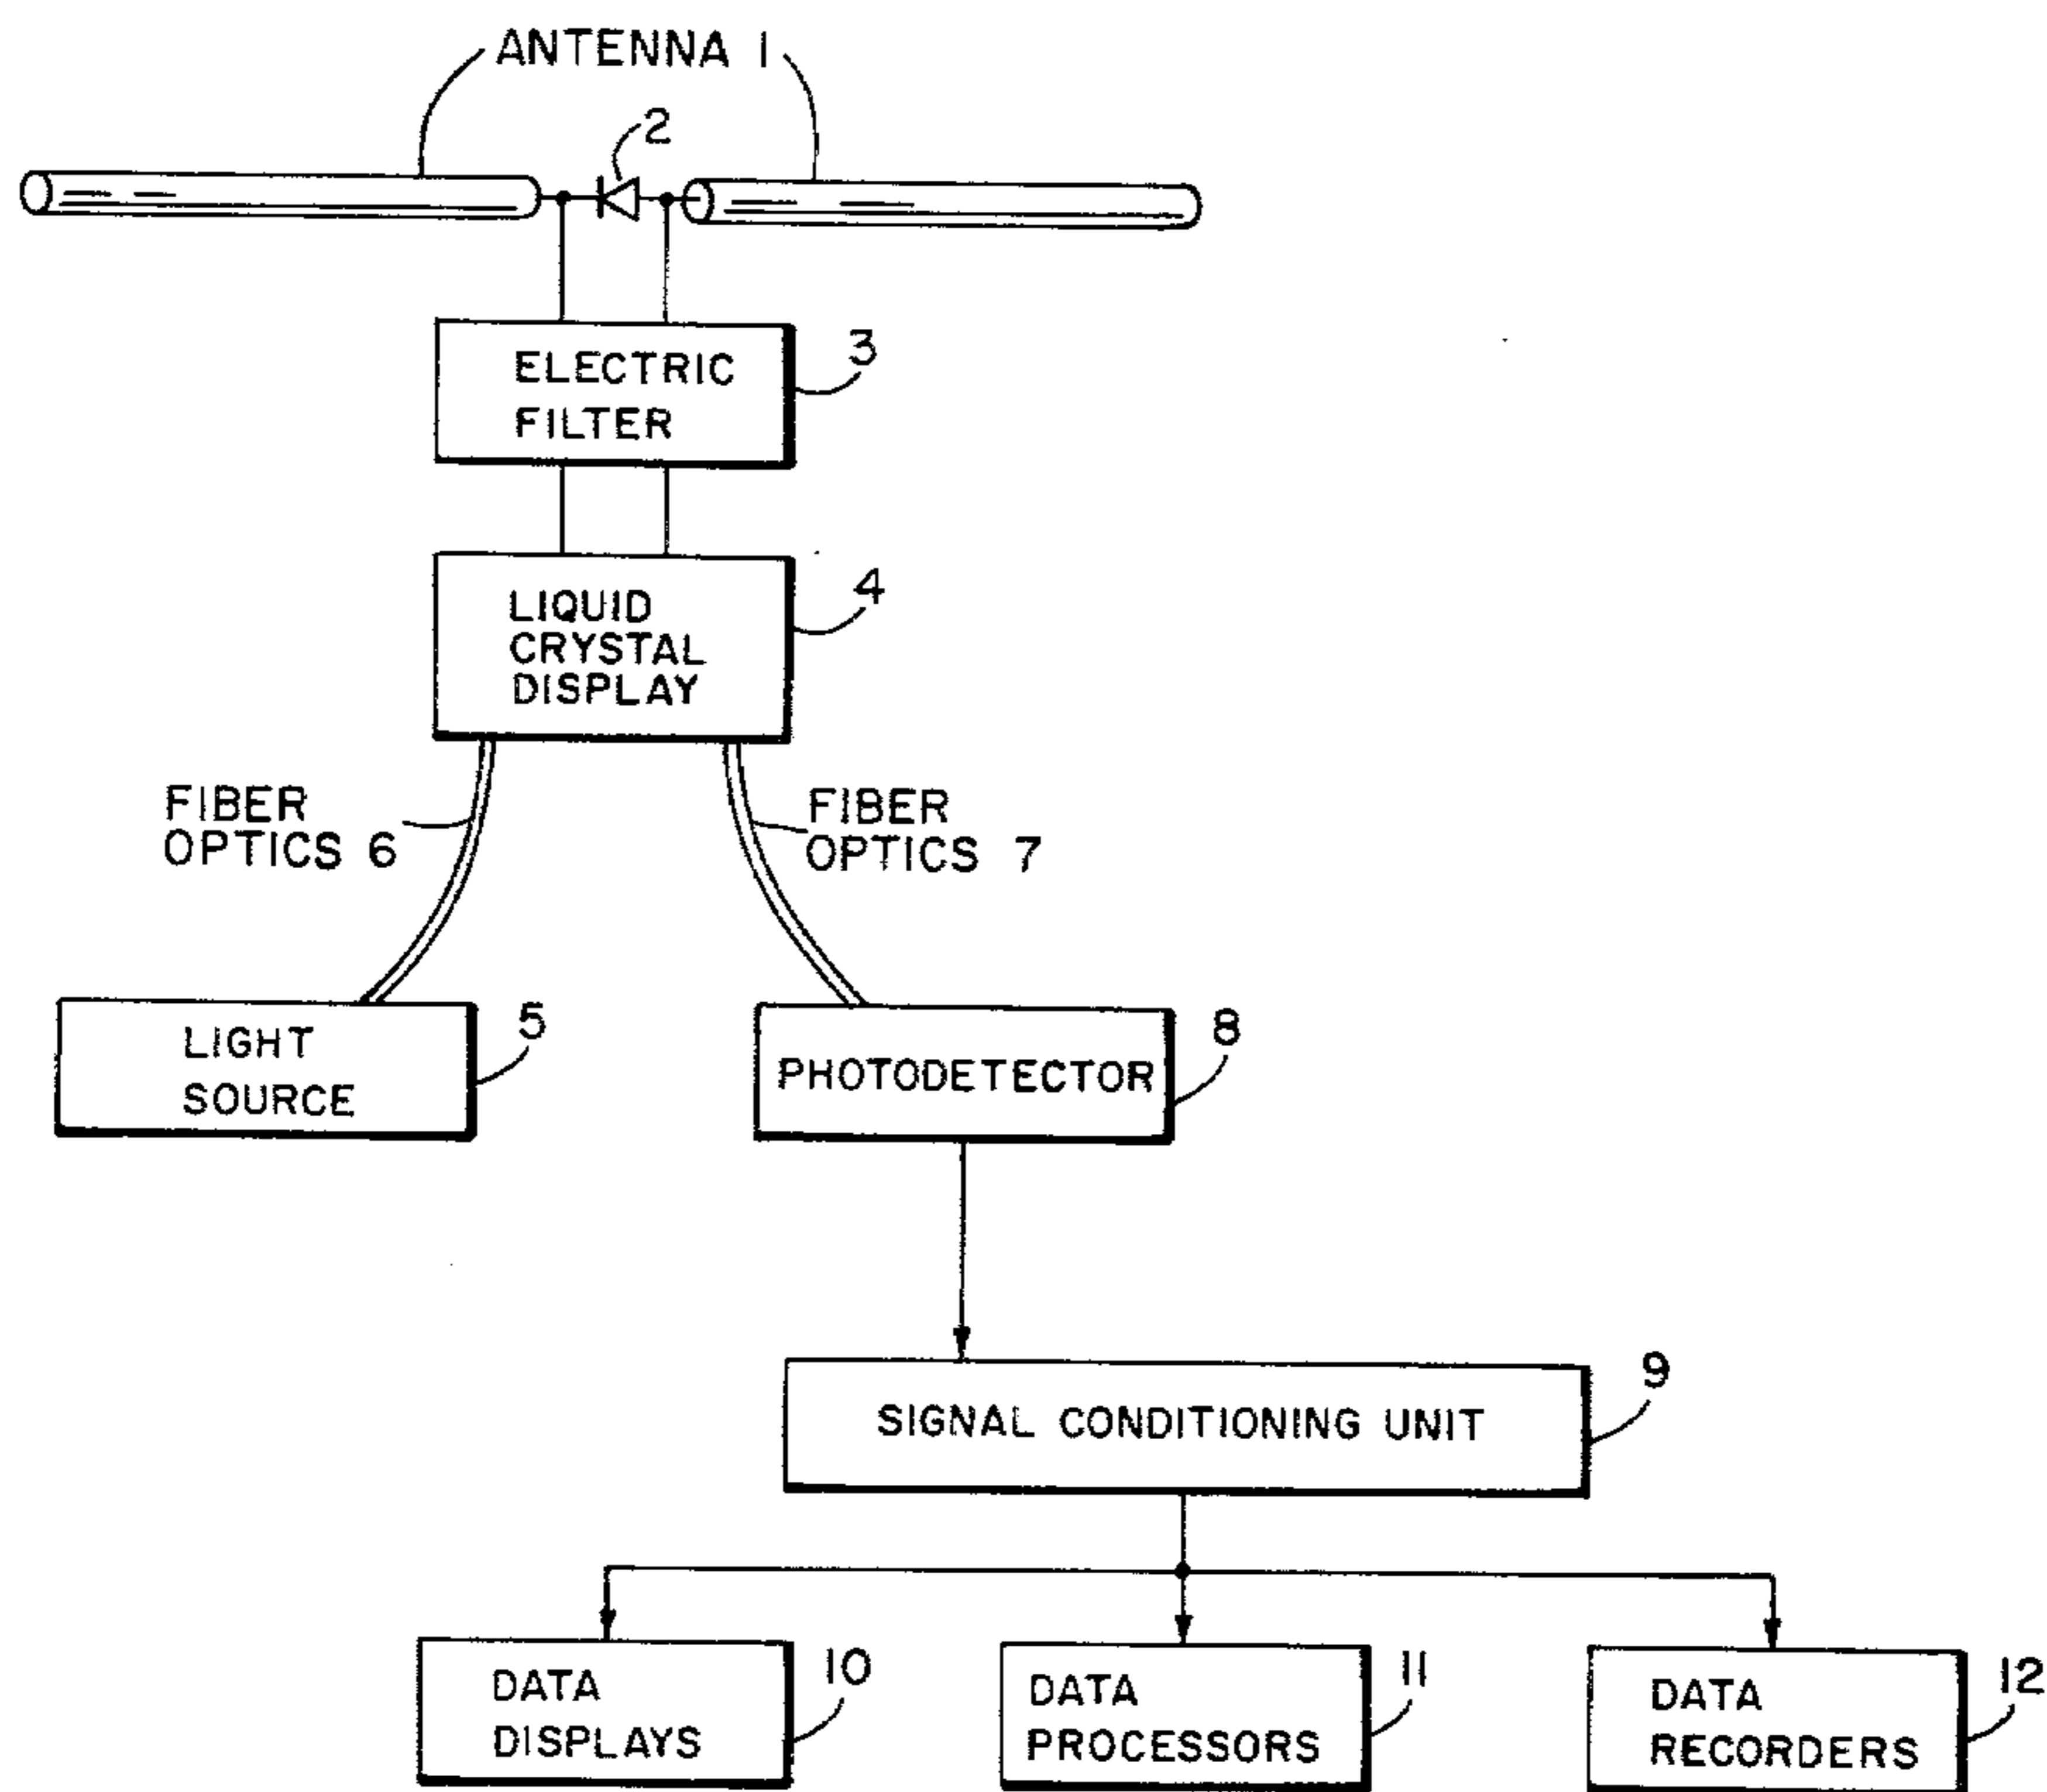 ANTENNA 1
2
ELECTRIC
FILTER
3
LIQUID
CRYSTAL
DISPLAY
4
FIBER
OPTICS 6
FIBER
OPTICS 7
LIGHT
SOURCE
5
PHOTODETECTOR
8
SIGNAL CONDITIONING UNIT
9
DATA
DISPLAYS
10
DATA
PROCESSORS
11
DATA
RECORDERS
12